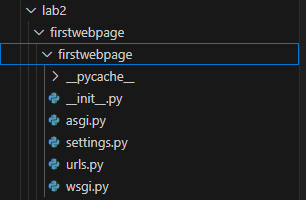 lab2
firstwebpage
firstwebpage
__pycache__
__init__.py
asgi.py
settings.py
urls.py
wsgi.py